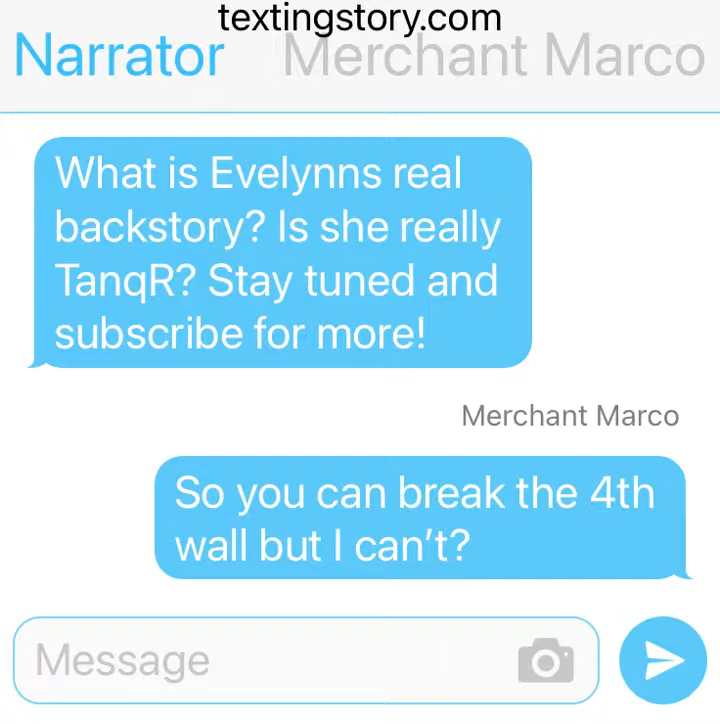 textingstory.com
Narrator Merchant Marco
What is Evelynns real
backstory? Is she really
TanqR? Stay tuned and
subscribe for more!
Merchant Marco
So you can break the 4th
wall but I can’t?
Message